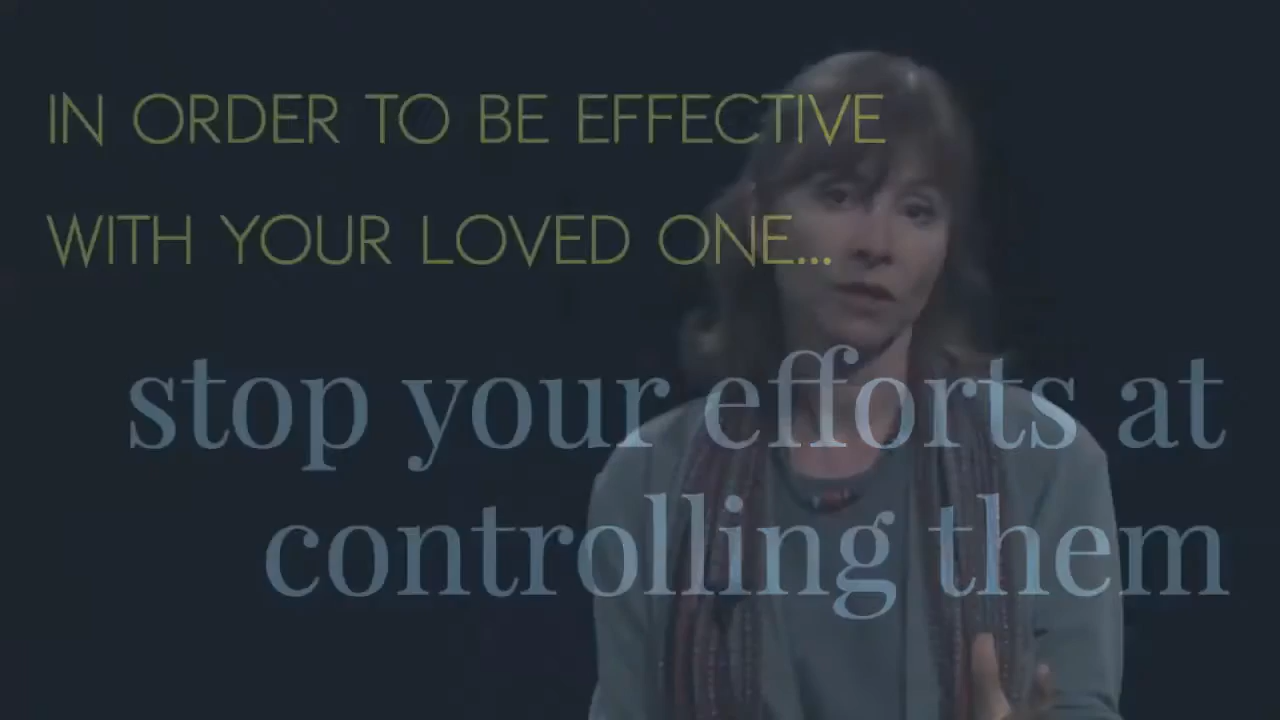 IN ORDER TO BE EFFECTIVE
WITH YOUR LOVED ONE...
stop your efforts at
controlling them